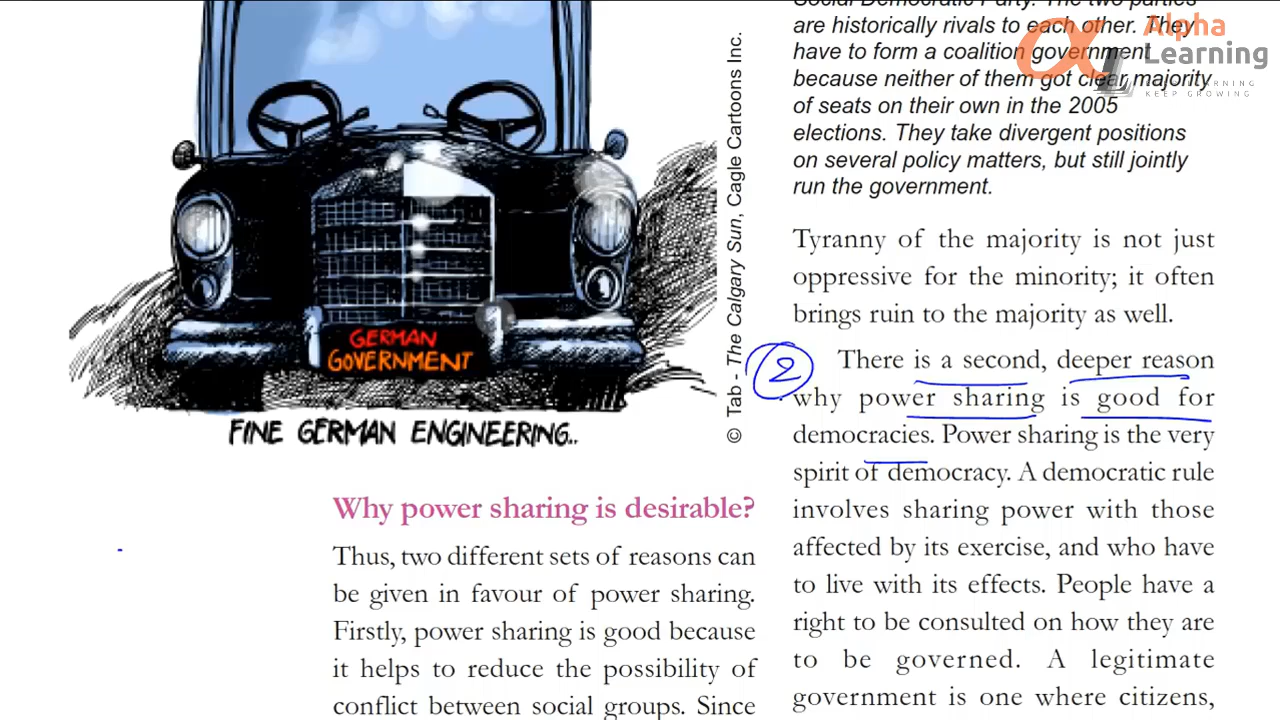 GERMAN
GOVERNMENT
FINE GERMAN ENGINEERING..
© Tab - The Calgary Sun, Cagle Cartoons Inc.
Why power sharing is desirable?
Thus, two different sets of reasons can
be given in favour of power sharing.
Firstly, power sharing is good because
it helps to reduce the possibility of
conflict between social groups. Since
Social Democratic Party. The two parties
are historically rivals to each other. They
have to form a coalition government
because neither of them got clear majority
of seats on their own in the 2005
elections. They take divergent positions
on several policy matters, but still jointly
run the government.
Tyranny of the majority is not just
oppressive for the minority; it often
brings ruin to the majority as well.
2
There is a second, deeper reason
why power sharing is good for
democracies. Power sharing is the very
spirit of democracy. A democratic rule
involves sharing power with those
affected by its exercise, and who have
to live with its effects. People have a
right to be consulted on how they are
to be governed. A legitimate
government is one where citizens,
Alpha
Learning
KEEP GROWING